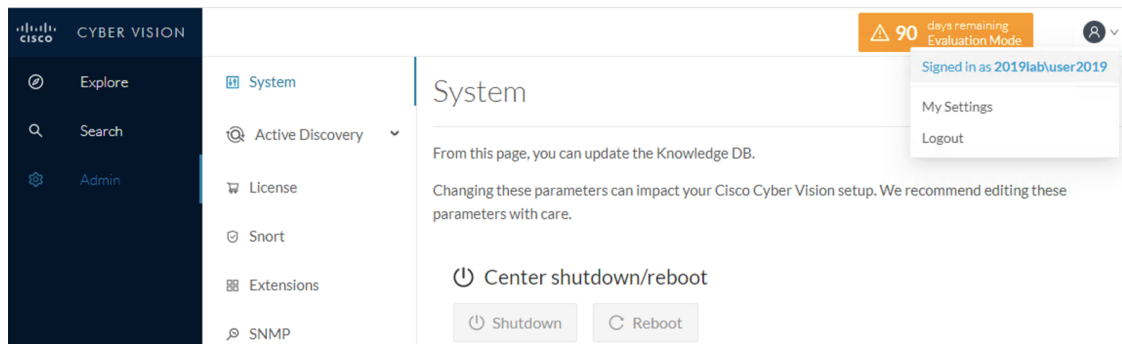 CISCO CYBER VISION
90 days remaining
Evaluation Mode
Signed in as 2019lab\user2019
My Settings
Logout
Explore
Search
Admin
System
Active Discovery
License
Snort
Extensions
SNMP
System
From this page, you can update the Knowledge DB.
Changing these parameters can impact your Cisco Cyber Vision setup. We recommend editing these
parameters with care.
Center shutdown/reboot
Shutdown
Reboot